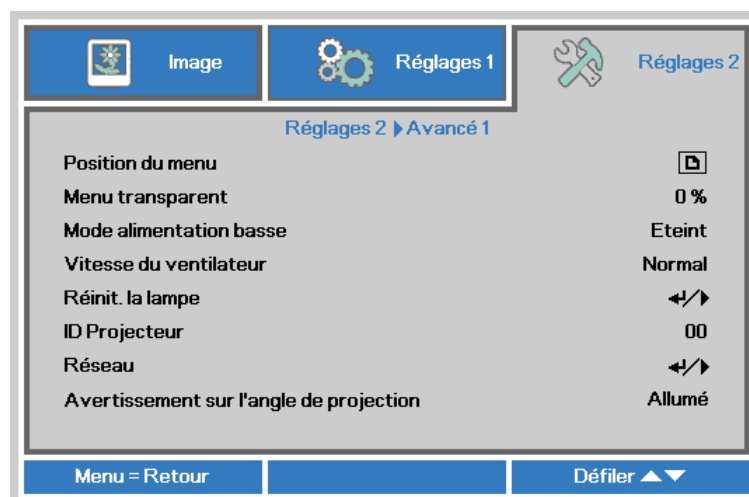 Image
Réglages 1
Réglages 2
Réglages 2 Avancé 1
Position du menu
Menu transparent 0 %
Mode alimentation basse Eteint
Vitesse du ventilateur Normal
Réinit. la lampe
ID Projecteur 00
Réseau
Avertissement sur l'angle de projection Allumé
Menu = Retour
Défiler